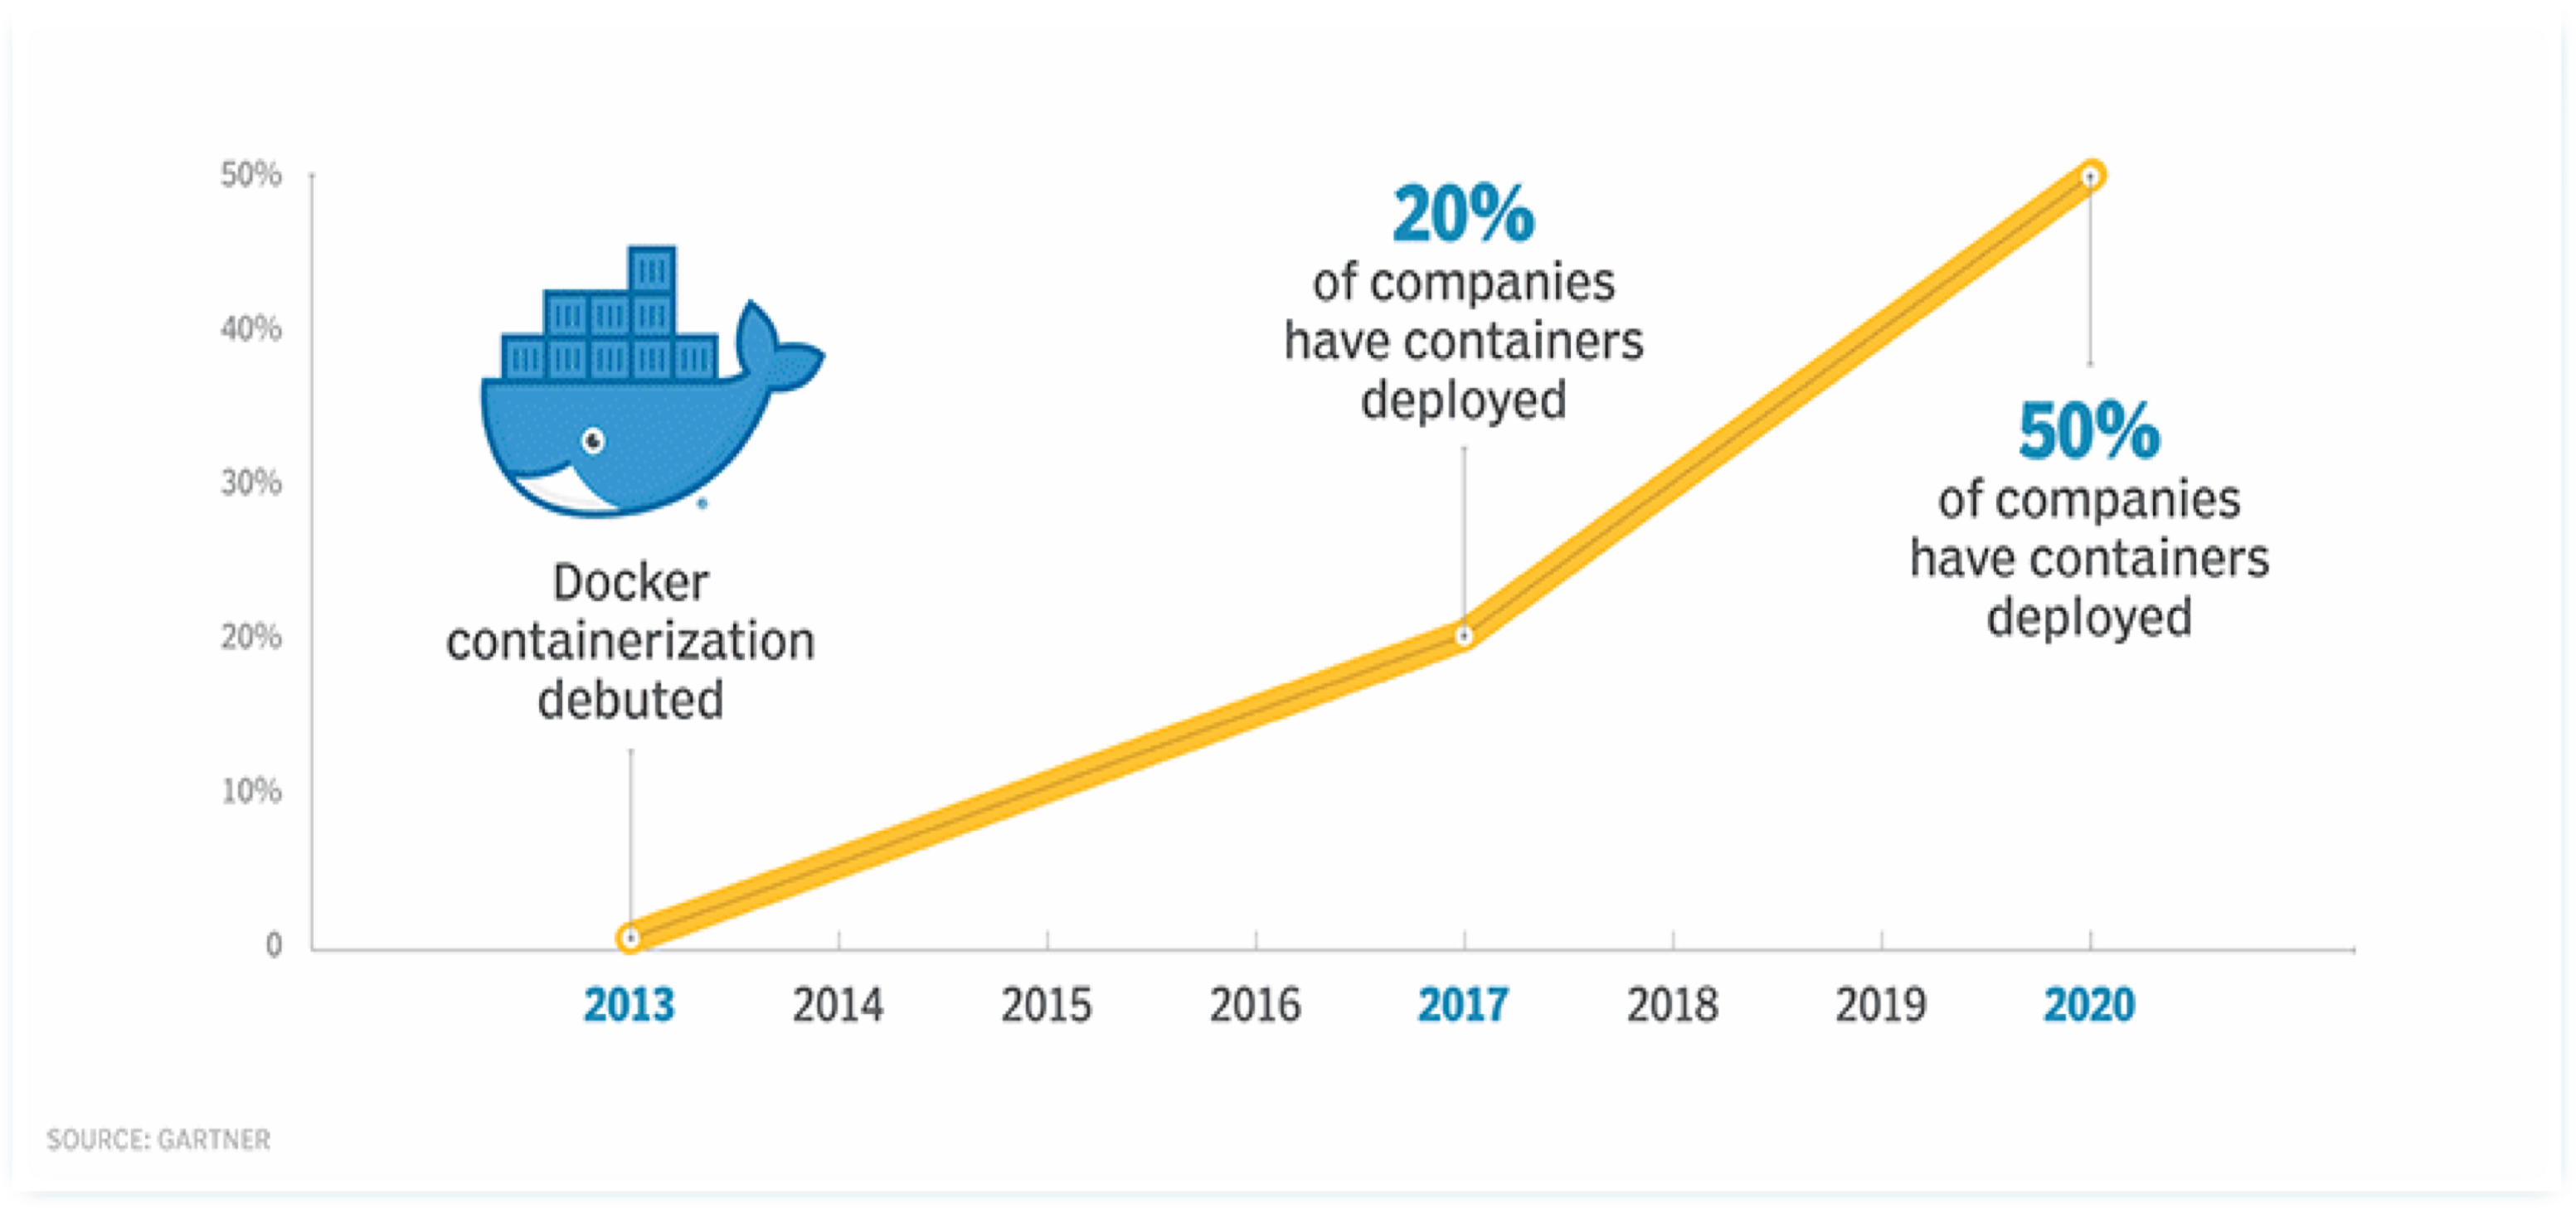 50%
40%
30%
20%
10%
0
Docker
containerization
debuted
20%
of companies
have containers
deployed
50%
of companies
have containers
deployed
2013 2014 2015 2016 2017 2018 2019 2020
SOURCE: GARTNER